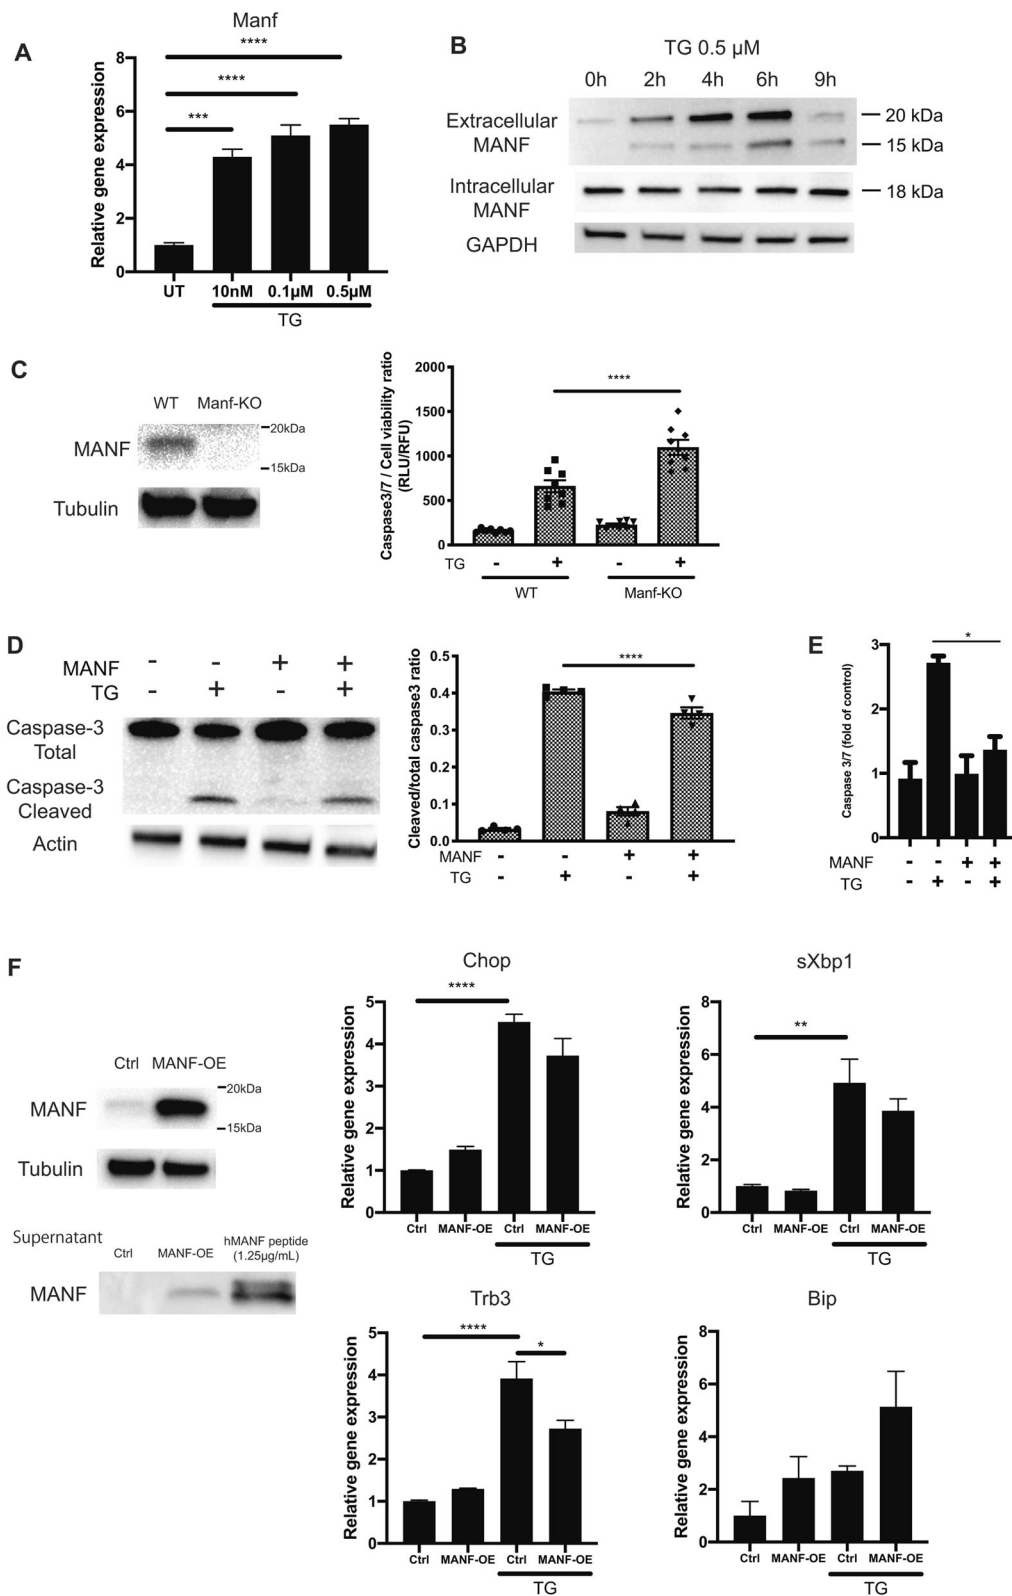 A
Manf
Relative gene expression
8
6
4
2
0
****
****
***
UT
10nM
0.1µM
0.5µM
TG
B
TG 0.5 µM
0h
2h
4h
6h
9h
Extracellular
MANF
20 kDa
15 kDa
Intracellular
MANF
18 kDa
GAPDH
C
WT
Manf-KO
MANF
20kDa
15kDa
Tubulin
Caspase3/7 / Cell viability ratio
(RLU/RFU)
2000
1500
1000
500
0
****
TG
-
+
-
+
WT
Manf-KO
D
MANF
-
-
+
+
TG
-
+
-
+
Caspase-3
Total
Caspase-3
Cleaved
Actin
Cleaved/total caspase3 ratio
0.5
0.4
0.3
0.2
0.1
0.0
****
MANF
-
-
+
+
TG
-
+
-
+
E
Caspase 3/7 (fold of control)
3
2
1
0
*
MANF
-
-
+
+
TG
-
+
-
+
F
Ctrl
MANF-OE
MANF
20kDa
15kDa
Tubulin
Supernatant
Ctrl
MANF-OE
hMANF peptide
(1.25µg/mL)
MANF
Chop
Relative gene expression
5
4
3
2
1
0
****
Ctrl
MANF-OE
Ctrl
MANF-OE
TG
sXbp1
Relative gene expression
8
6
4
2
0
**
Ctrl
MANF-OE
Ctrl
MANF-OE
TG
Trb3
Relative gene expression
5
4
3
2
1
0
****
*
Ctrl
MANF-OE
Ctrl
MANF-OE
TG
Bip
Relative gene expression
8
6
4
2
0
Ctrl
MANF-OE
Ctrl
MANF-OE
TG